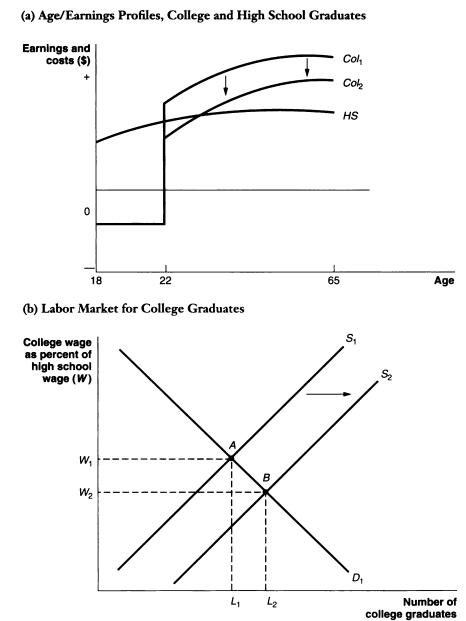 (a) Age/Earnings Profiles, College and High School Graduates
Earnings and
costs ($)
+
Col₁
Col₂
HS
0
—
18 22 65 Age
(b) Labor Market for College Graduates
College wage
as percent of
high school
wage (W)
S₁
S₂
A
W₁
B
W₂
D₁
L₁ L₂ Number of
college graduates